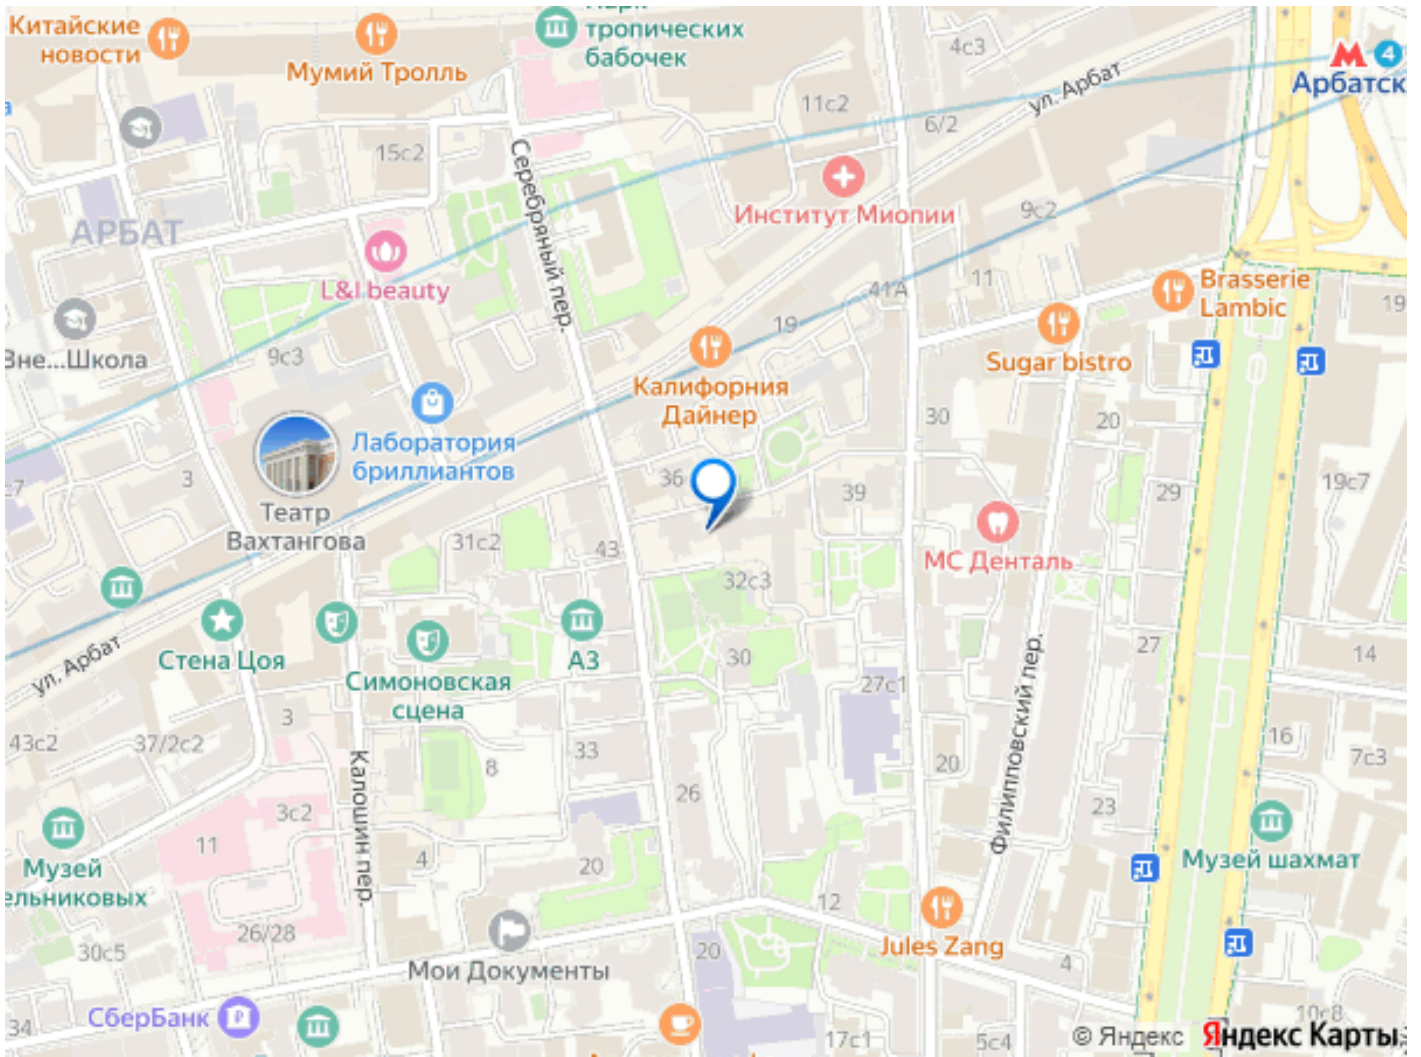 Китайские
новости
Мумий Тролль
тропических
бабочек
4с3
Арбатск
11с2
6/2
ул. Арбат
15с2
Серебряный пер.
АРБАТ
Институт Миопии
9с2
L&I beauty
41А
11
Brasserie
Lambic
19
19
Вне...Школа
9с3
Калифорния
Дайнер
Sugar bistro
Лаборатория
бриллиантов
30
20
3
36
39
29
19с7
Театр
Вахтангова
31с2
43
МС Денталь
32с3
Стена Цоя
ул. Арбат
А3
30
27
14
Симоновская
сцена
27с1
Филипповский пер.
3
43с2
37/2с2
33
16
7с3
8
20
Калошин пер.
26
23
3с2
11
Музей
ельниковых
4
20
Музей шахмат
12
26/28
30с5
Мои Документы
20
Jules Zang
4
СберБанк
34
17с1
5с4
10с8
© Яндекс
Яндекс Карты